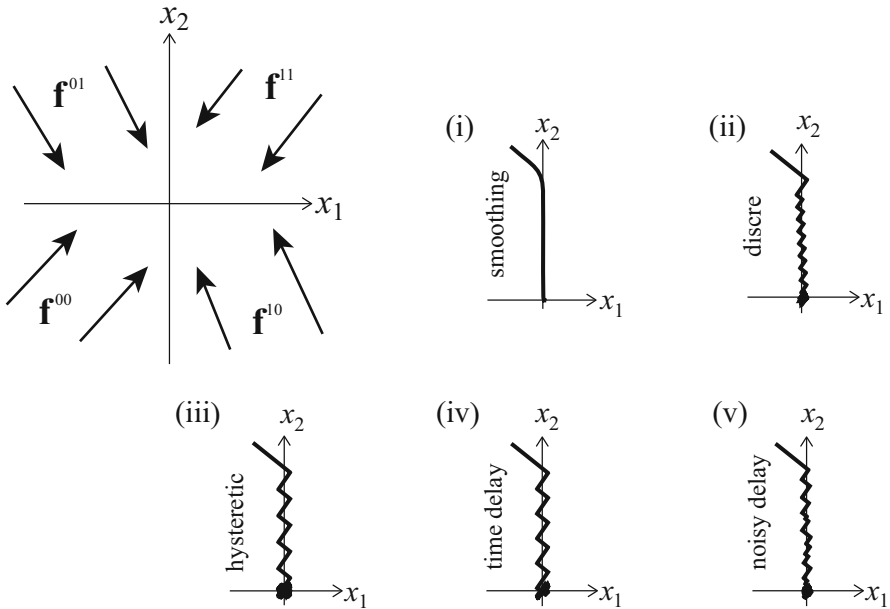 x₂
f⁰¹
f¹¹
x₁
f⁰⁰
f¹⁰
(i)
x₂
smoothing
x₁
(ii)
x₂
discre
x₁
(iii)
x₂
hysteretic
x₁
(iv)
x₂
time delay
x₁
(v)
x₂
noisy delay
x₁